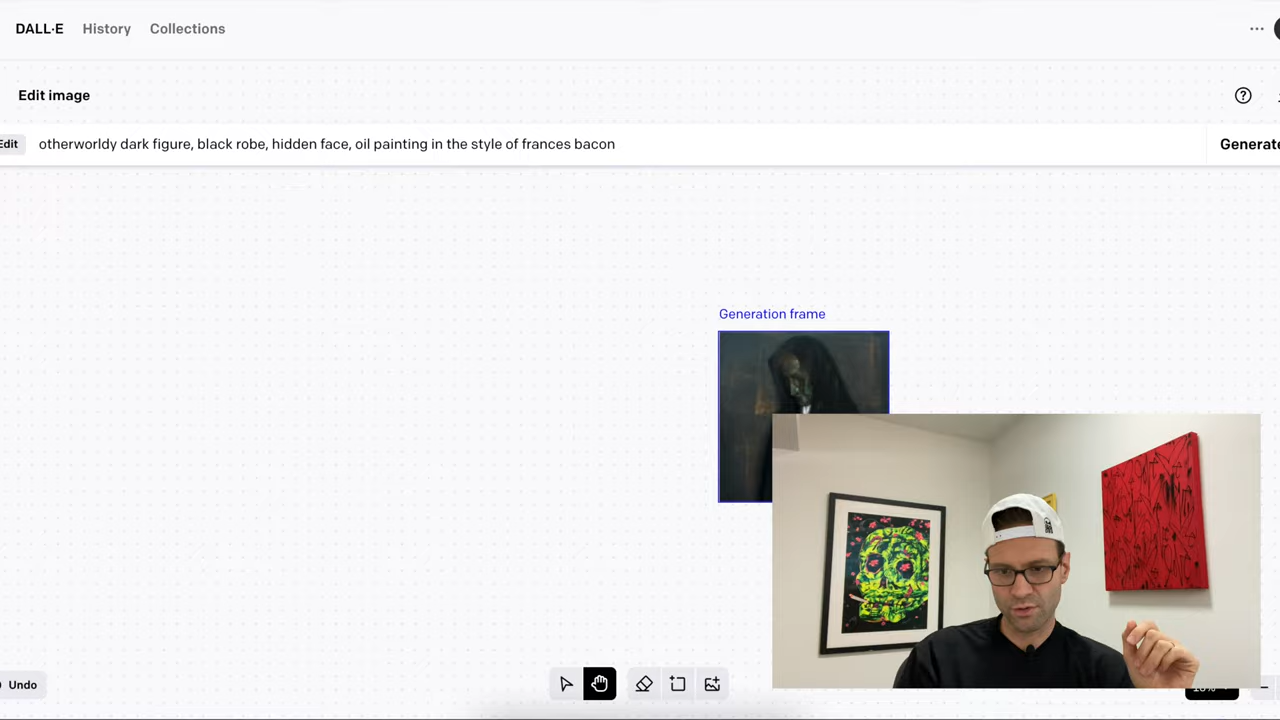 DALL·E History Collections
Edit image
Edit otherworldy dark figure, black robe, hidden face, oil painting in the style of frances bacon Generate
Generation frame
Undo